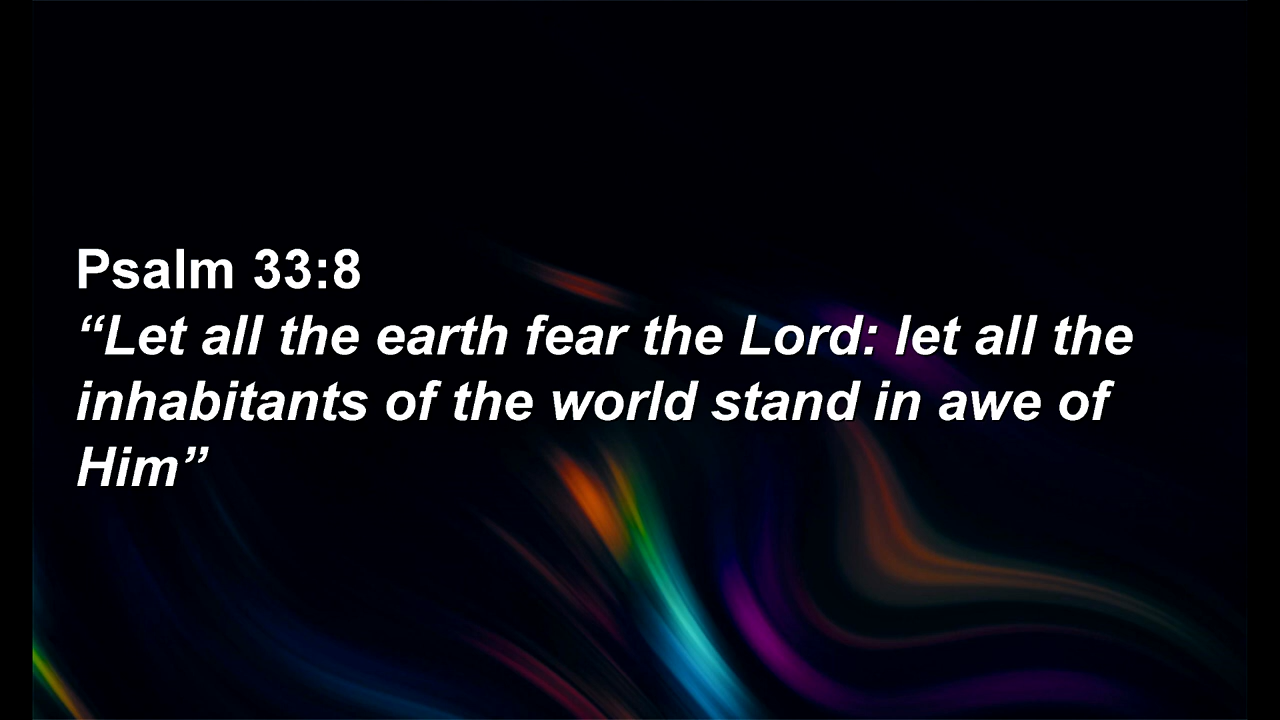 Psalm 33:8
“Let all the earth fear the Lord: let all the
inhabitants of the world stand in awe of
Him”